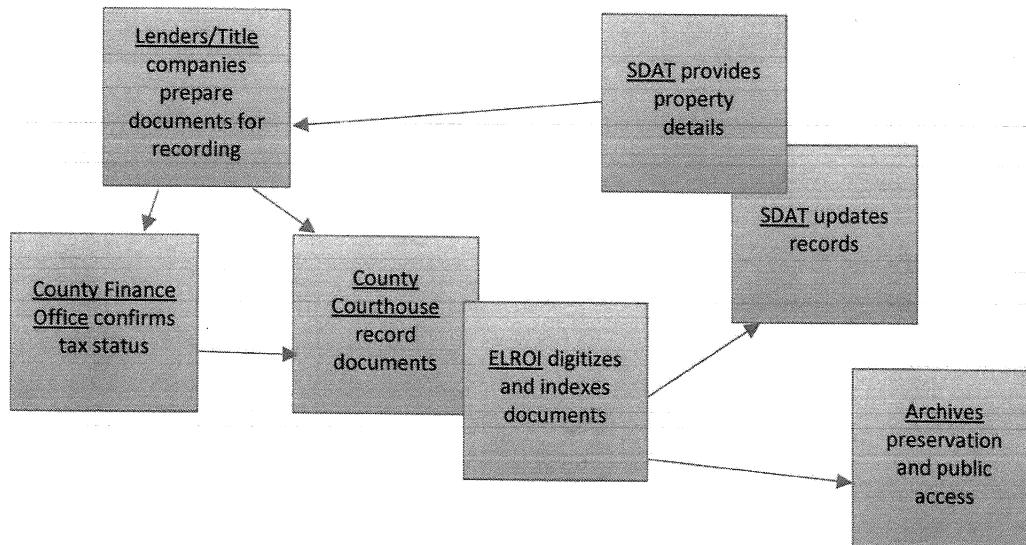 Lenders/Title
companies
prepare
documents for
recording
SDAT provides
property
details
SDAT updates
records
County Finance
Office confirms
tax status
County
Courthouse
record
documents
ELROI digitizes
and indexes
documents
Archives
preservation
and public
access